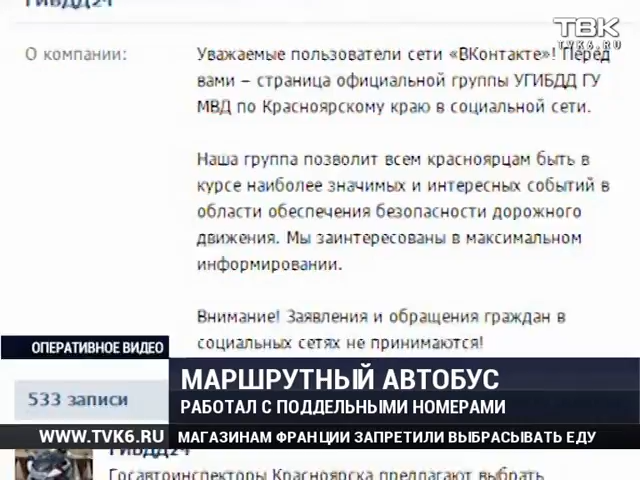 ГИБДД24
ТВК
TVK6.RU
О компании:
Уважаемые пользователи сети «ВКонтакте»! Перед
вами – страница официальной группы УГИБДД ГУ
МВД по Красноярскому краю в социальной сети.
Наша группа позволит всем красноярцам быть в
курсе наиболее значимых и интересных событий в
области обеспечения безопасности дорожного
движения. Мы заинтересованы в максимальном
информировании.
Внимание! Заявления и обращения граждан в
социальных сетях не принимаются!
ОПЕРАТИВНОЕ ВИДЕО
533 записи
МАРШРУТНЫЙ АВТОБУС
РАБОТАЛ С ПОДДЕЛЬНЫМИ НОМЕРАМИ
WWW.TVK6.RU
МАГАЗИНАМ ФРАНЦИИ ЗАПРЕТИЛИ ВЫБРАСЫВАТЬ ЕДУ
ГИБДД24
Госавтоинспекторы Красноярска предлагают выбрать